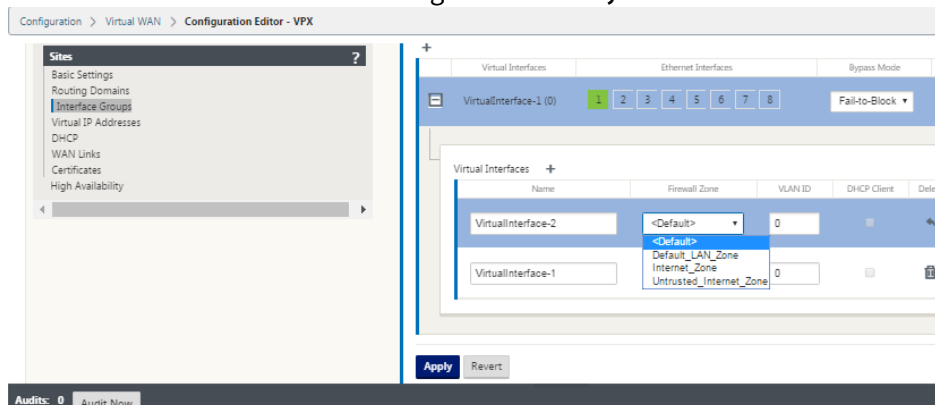 Configuration > Virtual WAN > Configuration Editor - VPX
Sites ?
Basic Settings
Routing Domains
Interface Groups
Virtual IP Addresses
DHCP
WAN Links
Certificates
High Availability
+
Virtual Interfaces Ethernet Interfaces Bypass Mode
VirtualInterface-1 (0) 1 2 3 4 5 6 7 8 Fail-to-Block
Virtual Interfaces +
Name Firewall Zone VLAN ID DHCP Client Dele
VirtualInterface-2 <Default> 0
<Default>
Default_LAN_Zone
Internet_Zone
Untrusted_Internet_Zone
VirtualInterface-1 0
Apply Revert
Audits: 0 Audit Now